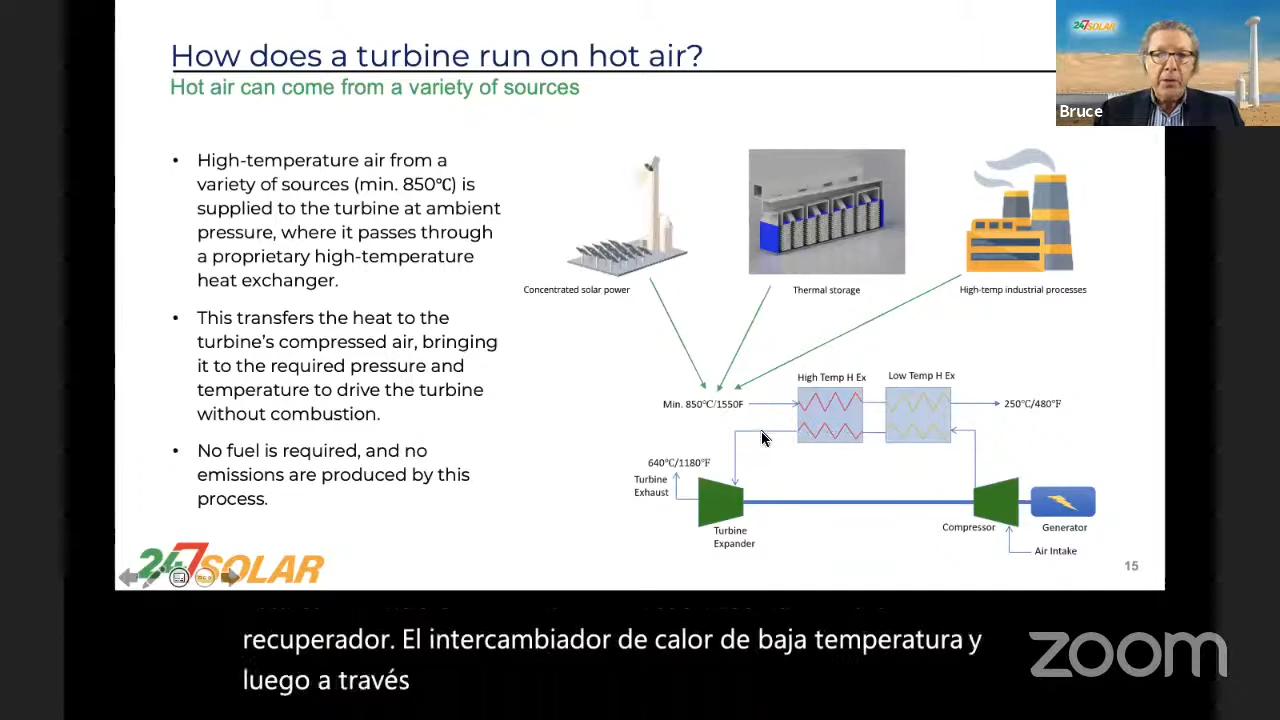 How does a turbine run on hot air?
Hot air can come from a variety of sources
247SOLAR
Bruce
• High-temperature air from a
variety of sources (min. 850℃) is
supplied to the turbine at ambient
pressure, where it passes through
a proprietary high-temperature
heat exchanger.
• This transfers the heat to the
turbine’s compressed air, bringing
it to the required pressure and
temperature to drive the turbine
without combustion.
• No fuel is required, and no
emissions are produced by this
process.
Concentrated solar power
Thermal storage
High-temp industrial processes
High Temp H Ex
Low Temp H Ex
Min. 850℃/1550F
250℃/480℉
640℃/1180℉
Turbine
Exhaust
Turbine
Expander
Compressor
Generator
Air Intake
247SOLAR
15
recuperador. El intercambiador de calor de baja temperatura y
luego a través
zoom